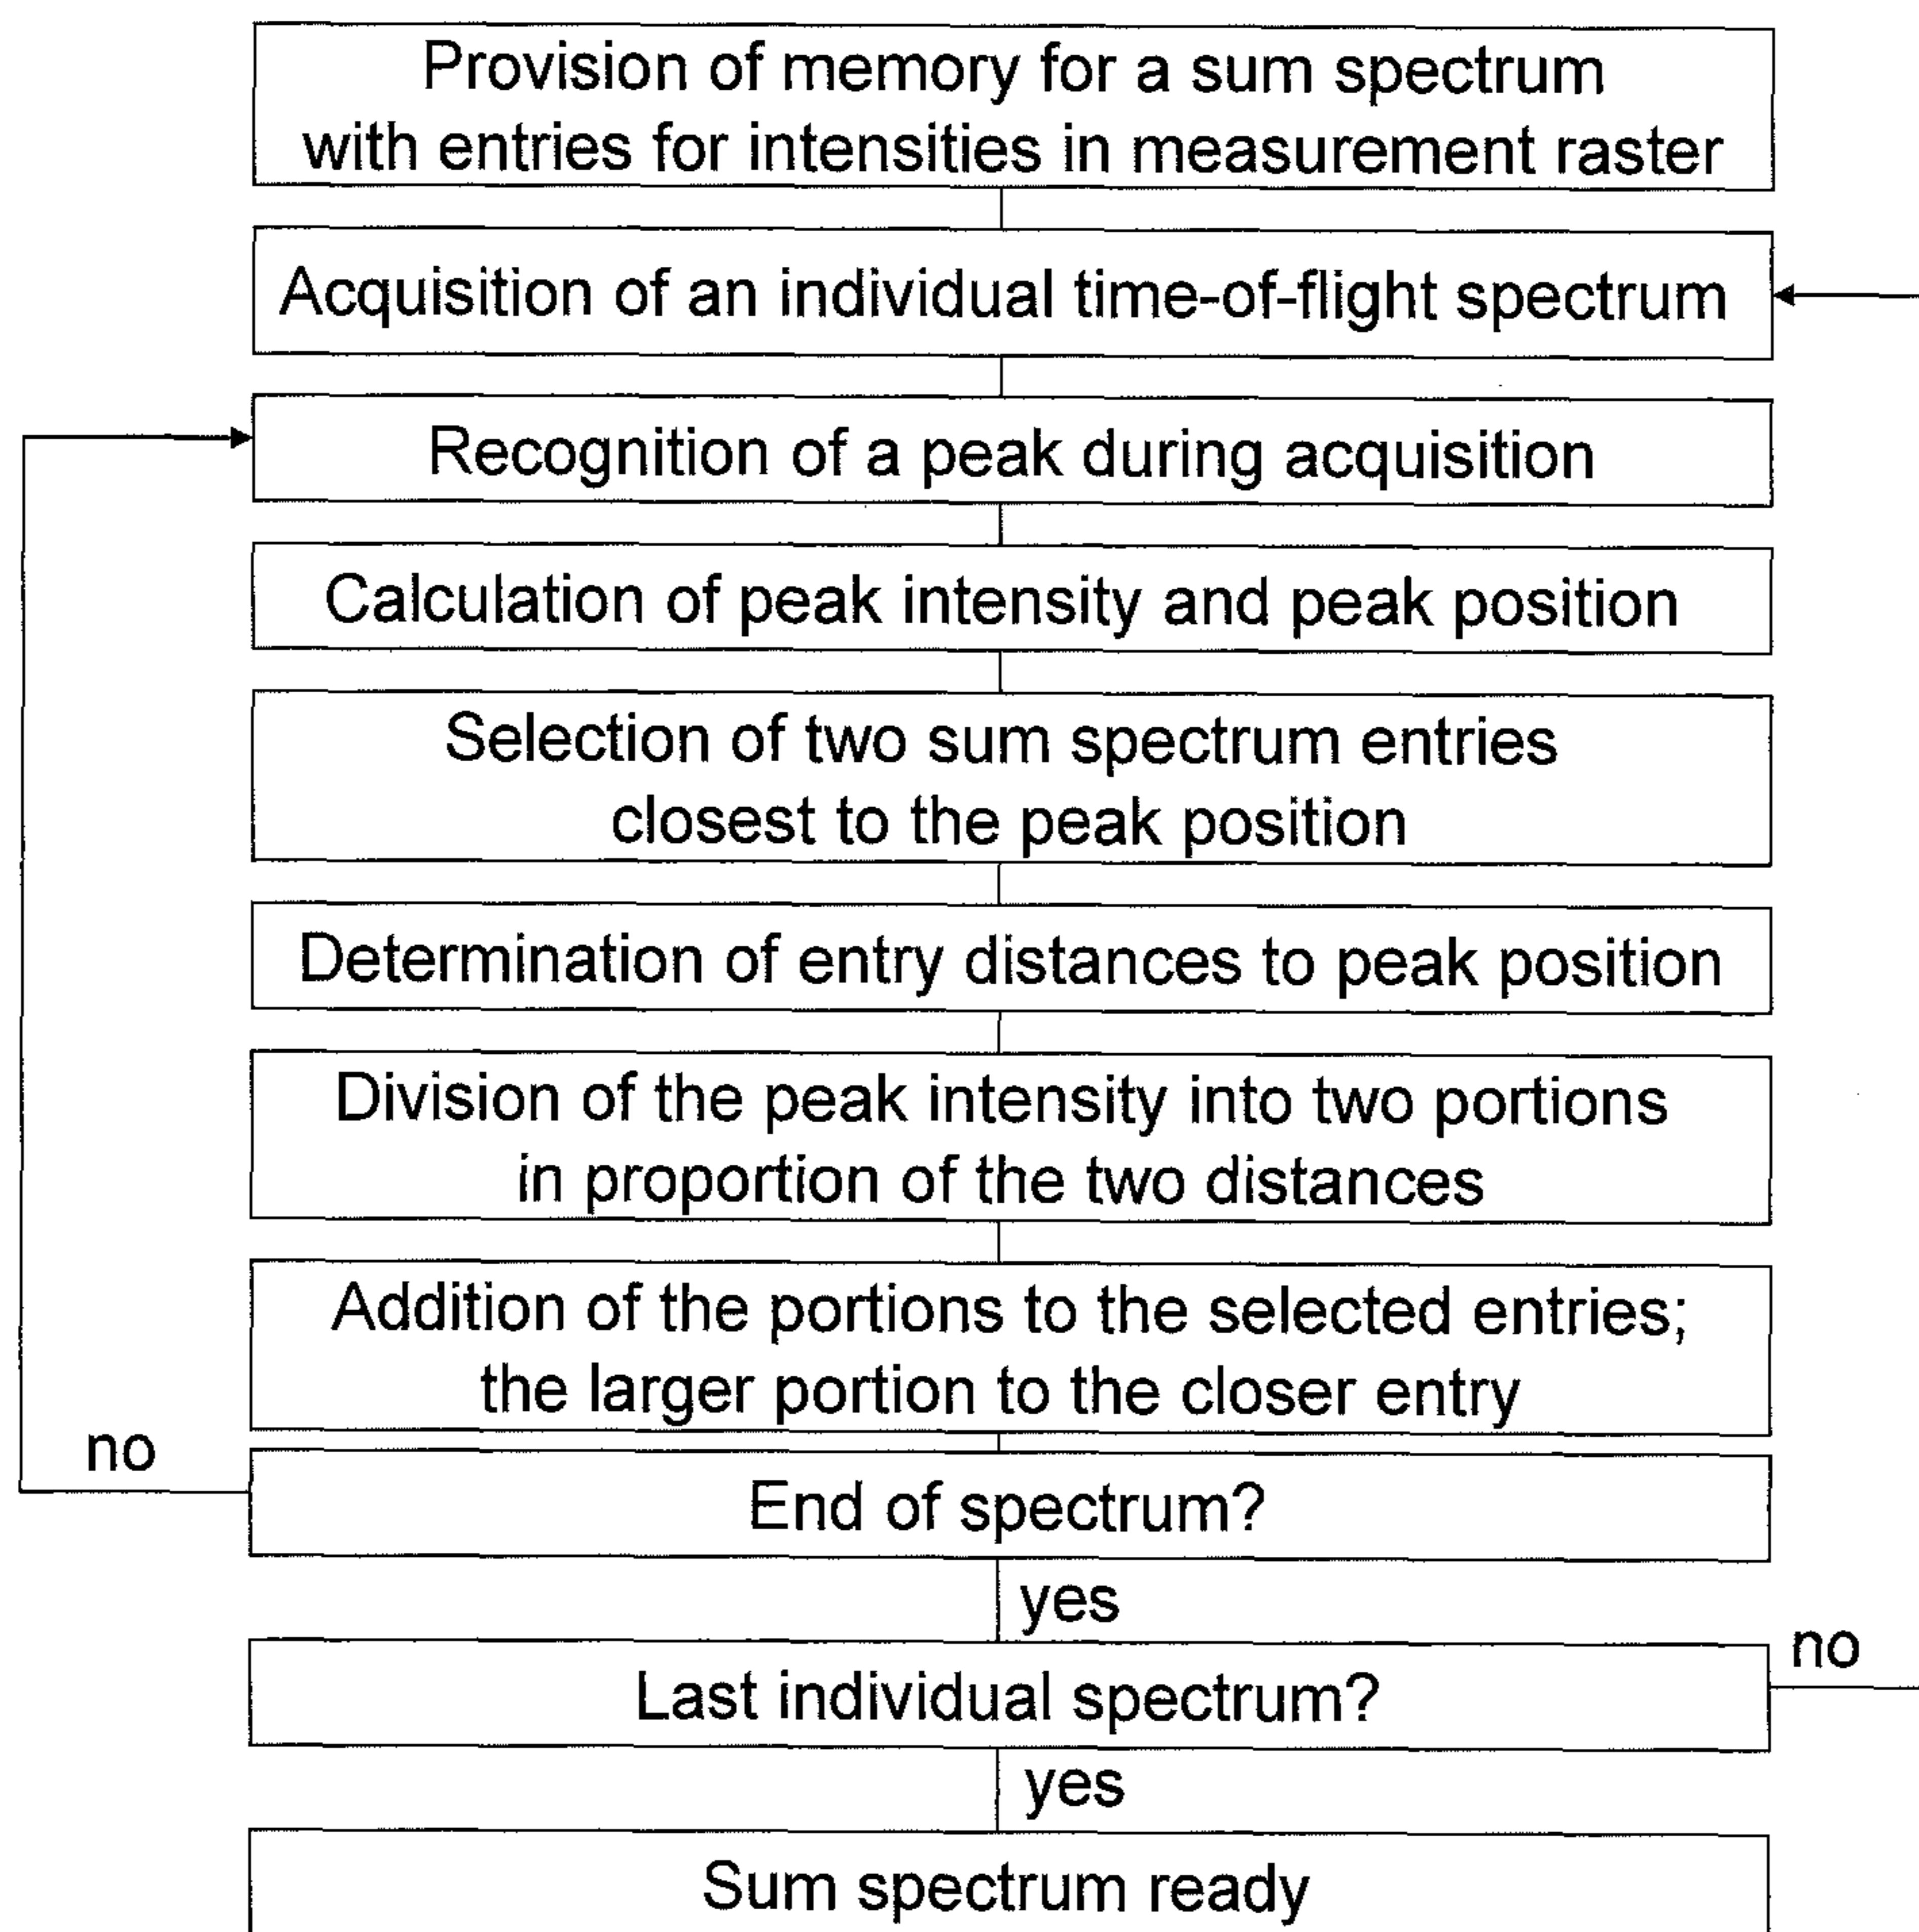 Provision of memory for a sum spectrum
with entries for intensities in measurement raster
Acquisition of an individual time-of-flight spectrum
Recognition of a peak during acquisition
Calculation of peak intensity and peak position
Selection of two sum spectrum entries
closest to the peak position
Determination of entry distances to peak position
Division of the peak intensity into two portions
in proportion of the two distances
Addition of the portions to the selected entries;
the larger portion to the closer entry
no
End of spectrum?
yes
no
Last individual spectrum?
yes
Sum spectrum ready